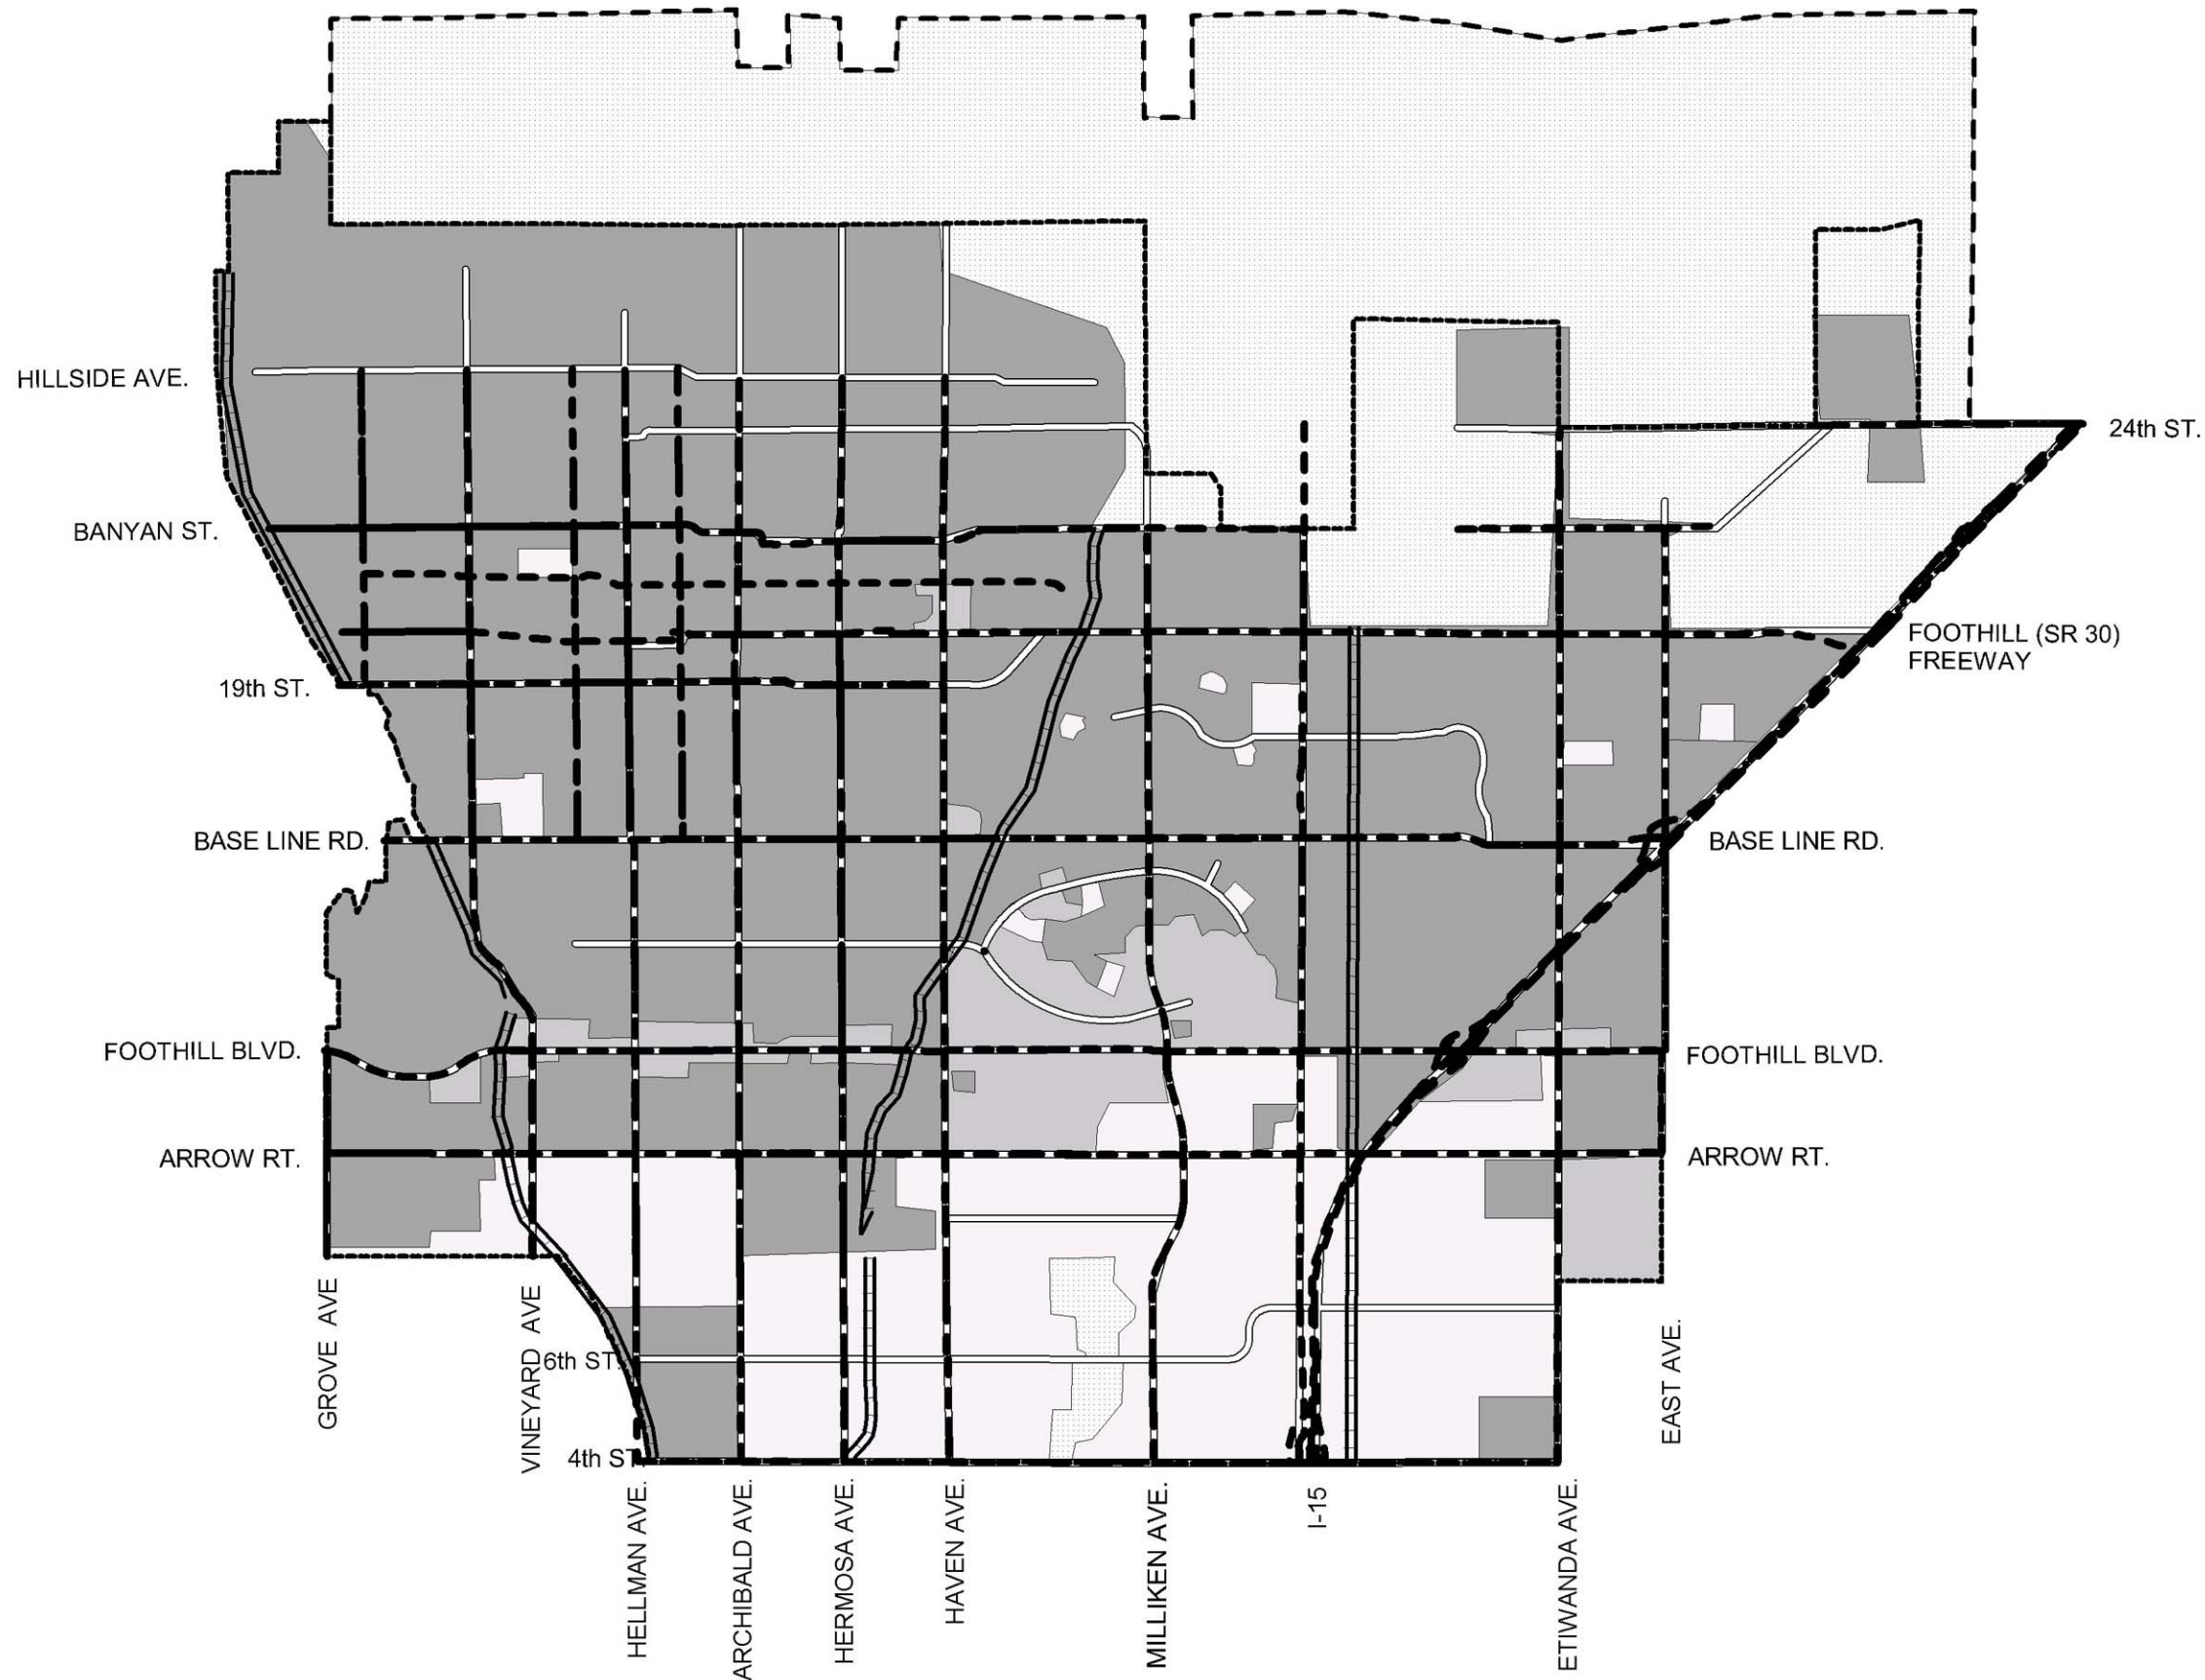 HILLSIDE AVE.
24th ST.
BANYAN ST.
FOOTHILL (SR 30)
FREEWAY
19th ST.
BASE LINE RD.
BASE LINE RD.
FOOTHILL BLVD.
FOOTHILL BLVD.
ARROW RT.
ARROW RT.
GROVE AVE
VINEYARD AVE
6th ST.
EAST AVE.
4th ST.
HELLMAN AVE.
ARCHIBALD AVE.
HERMOSA AVE.
HAVEN AVE.
MILLIKEN AVE.
I-15
ETIWANDA AVE.